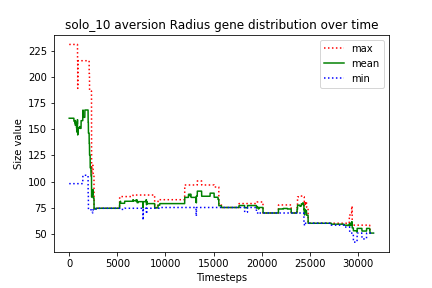 solo_10 aversion Radius gene distribution over time
max
mean
min
Size value
225
200
175
150
125
100
75
50
0 5000 10000 15000 20000 25000 30000
Timesteps